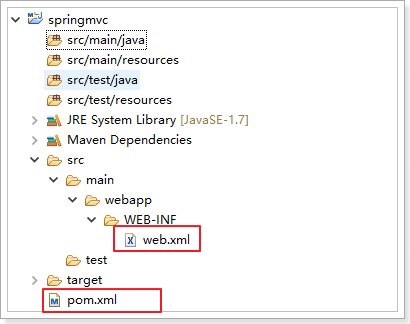 springmvc
src/main/java
src/main/resources
src/test/java
src/test/resources
JRE System Library [JavaSE-1.7]
Maven Dependencies
src
main
webapp
WEB-INF
web.xml
test
target
pom.xml